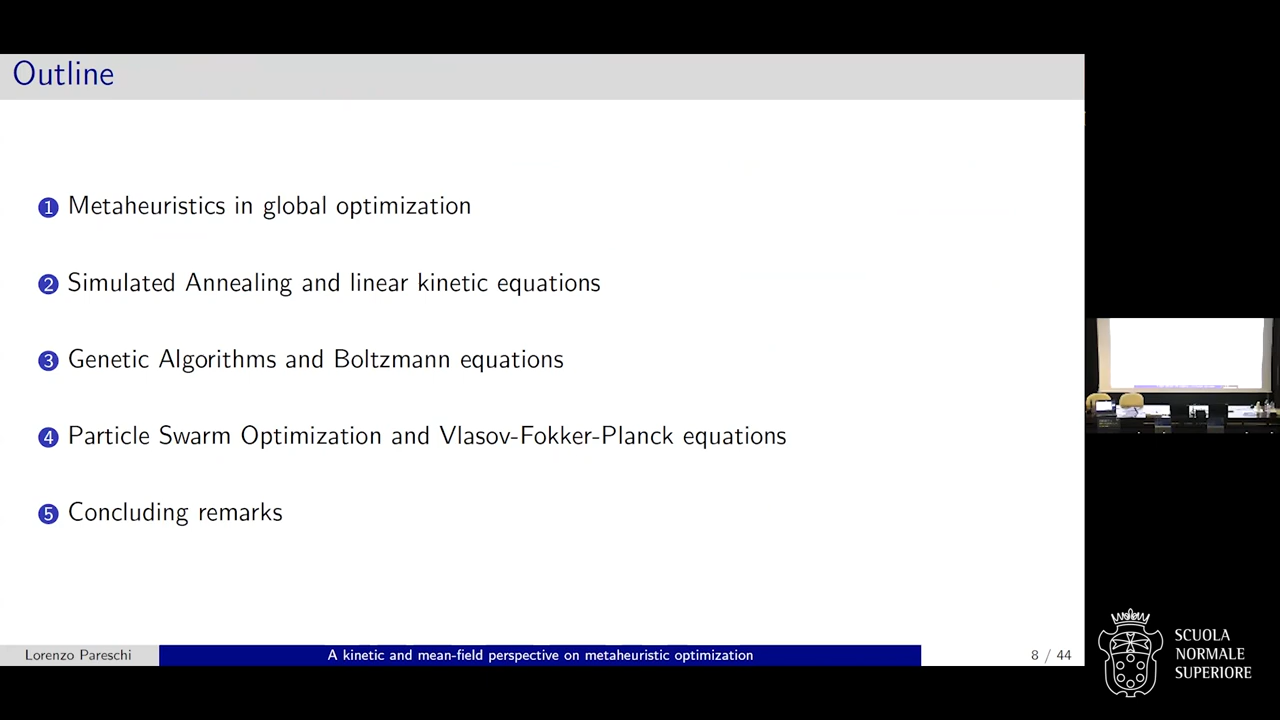 Outline
1 Metaheuristics in global optimization
2 Simulated Annealing and linear kinetic equations
3 Genetic Algorithms and Boltzmann equations
4 Particle Swarm Optimization and Vlasov-Fokker-Planck equations
5 Concluding remarks
Lorenzo Pareschi
A kinetic and mean-field perspective on metaheuristic optimization
8 / 44
SCUOLA
NORMALE
SUPERIORE